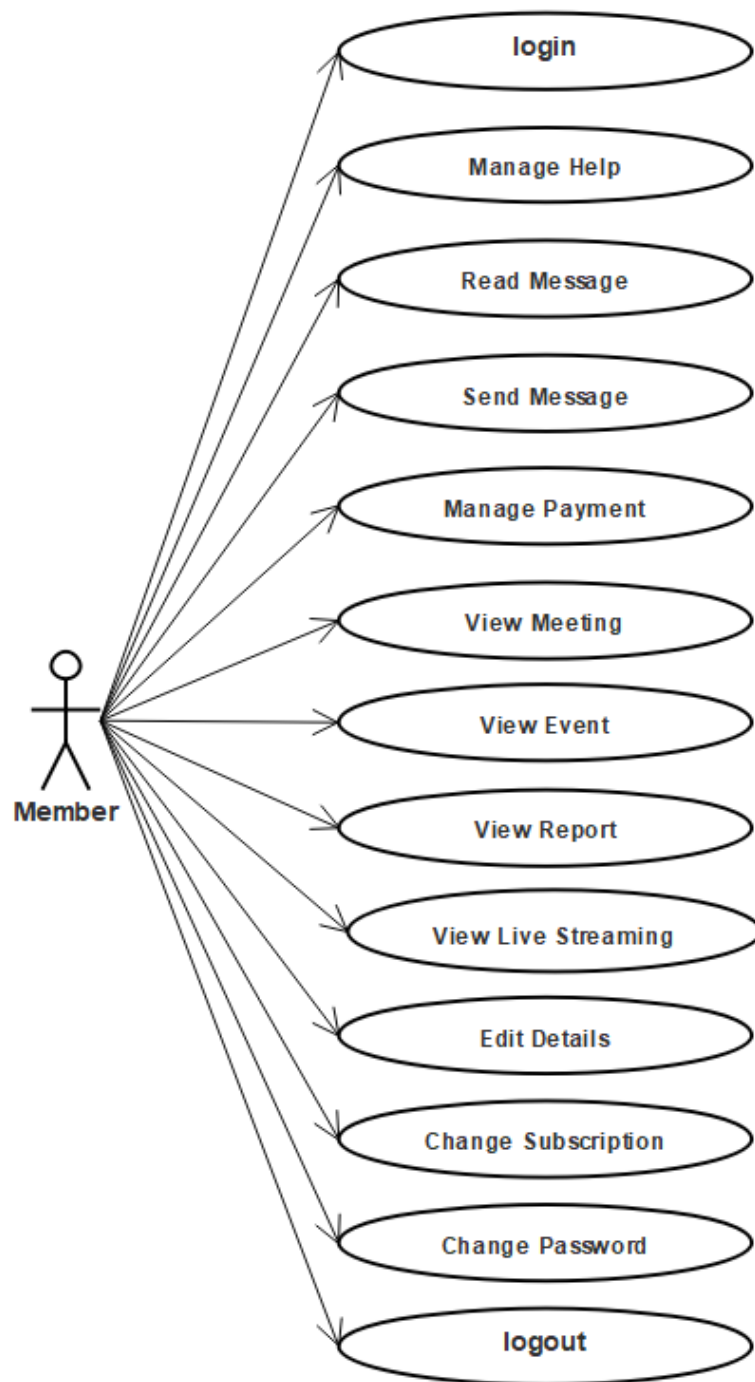 login
Manage Help
Read Message
Send Message
Manage Payment
View Meeting
View Event
Member
View Report
View Live Streaming
Edit Details
Change Subscription
Change Password
logout